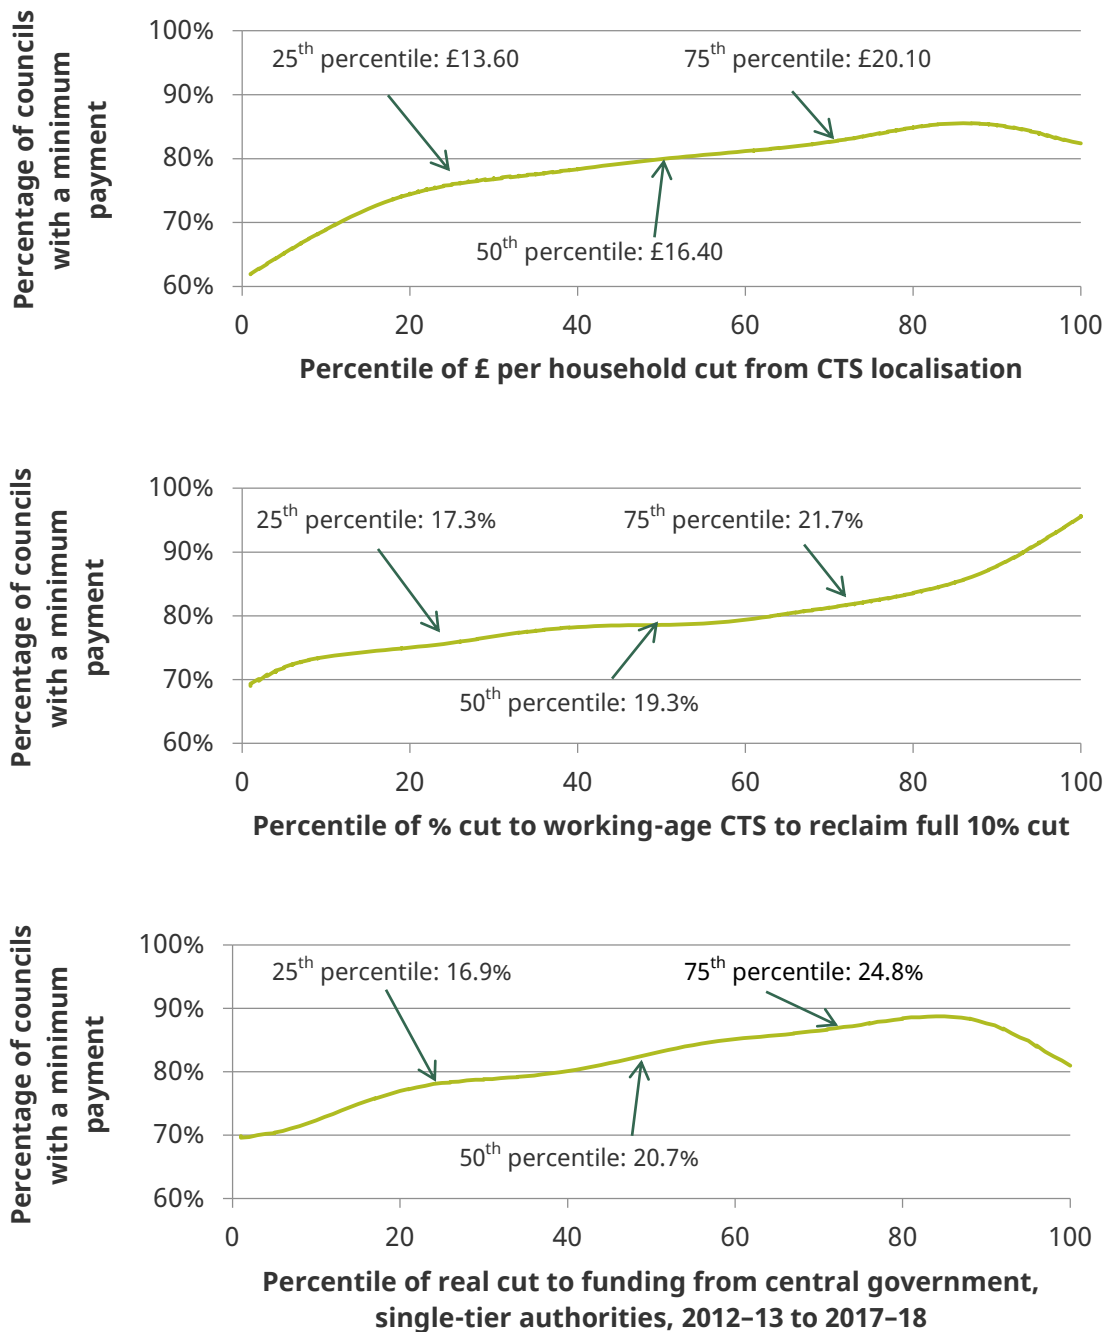 Percentage of councils
with a minimum
payment
100%
90%
80%
70%
60%
25th percentile: £13.60
75th percentile: £20.10
50th percentile: £16.40
0 20 40 60 80 100
Percentile of £ per household cut from CTS localisation
Percentage of councils
with a minimum
payment
100%
90%
80%
70%
60%
25th percentile: 17.3%
75th percentile: 21.7%
50th percentile: 19.3%
0 20 40 60 80 100
Percentile of % cut to working-age CTS to reclaim full 10% cut
Percentage of councils
with a minimum
payment
100%
90%
80%
70%
60%
25th percentile: 16.9%
75th percentile: 24.8%
50th percentile: 20.7%
0 20 40 60 80 100
Percentile of real cut to funding from central government,
single-tier authorities, 2012–13 to 2017–18